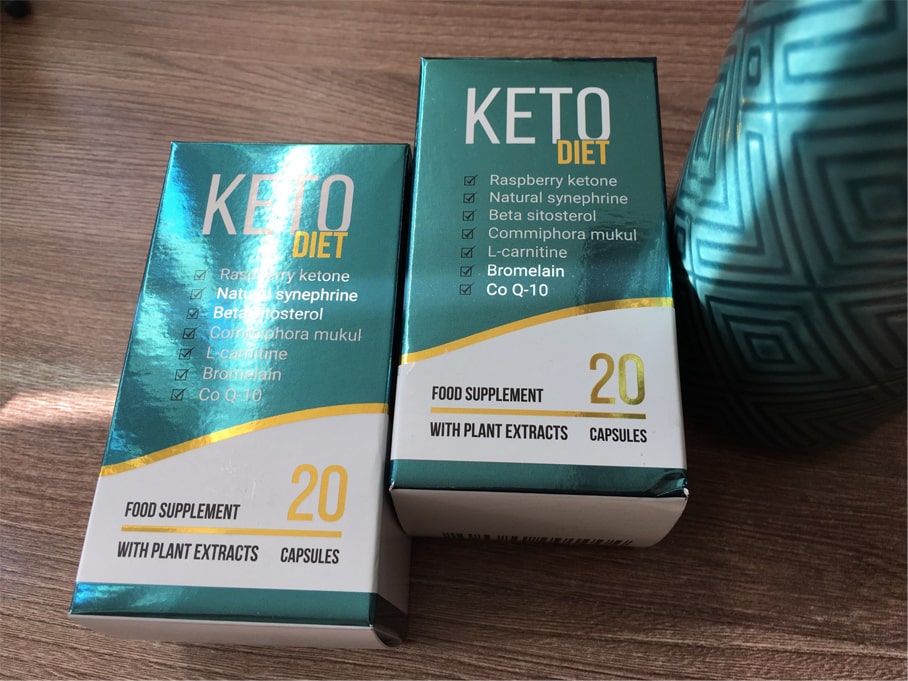 KETO
DIET
Raspberry ketone
Natural synephrine
Beta sitosterol
Commiphora mukul
L-carnitine
Bromelain
Co Q-10
FOOD SUPPLEMENT
20
WITH PLANT EXTRACTS
CAPSULES
KETO
DIET
Raspberry ketone
Natural synephrine
Beta sitosterol
Commiphora mukul
L-carnitine
Bromelain
Co Q-10
FOOD SUPPLEMENT
20
WITH PLANT EXTRACTS
CAPSULES